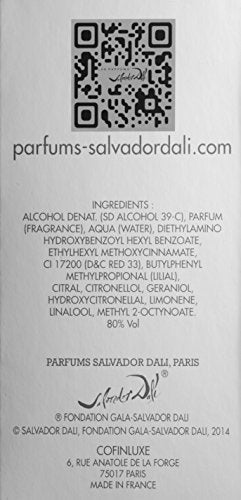 parfums-salvadordali.com
INGREDIENTS :
ALCOHOL DENAT. (SD ALCOHOL 39-C), PARFUM
(FRAGRANCE), AQUA (WATER), DIETHYLAMINO
HYDROXYBENZOYL HEXYL BENZOATE,
ETHYLHEXYL METHOXYCINNAMATE,
CI 17200 (D&C RED 33), BUTYLPHENYL
METHYLPROPIONAL (LILIAL),
CITRAL, CITRONELLOL, GERANIOL,
HYDROXYCITRONELLAL, LIMONENE,
LINALOOL, METHYL 2-OCTYNOATE.
80% Vol
PARFUMS SALVADOR DALI, PARIS
Salvador Dali ®
® FONDATION GALA-SALVADOR DALI
© SALVADOR DALI, FONDATION GALA-SALVADOR DALI, 2014
COFINLUXE
6, RUE ANATOLE DE LA FORGE
75017 PARIS
MADE IN FRANCE